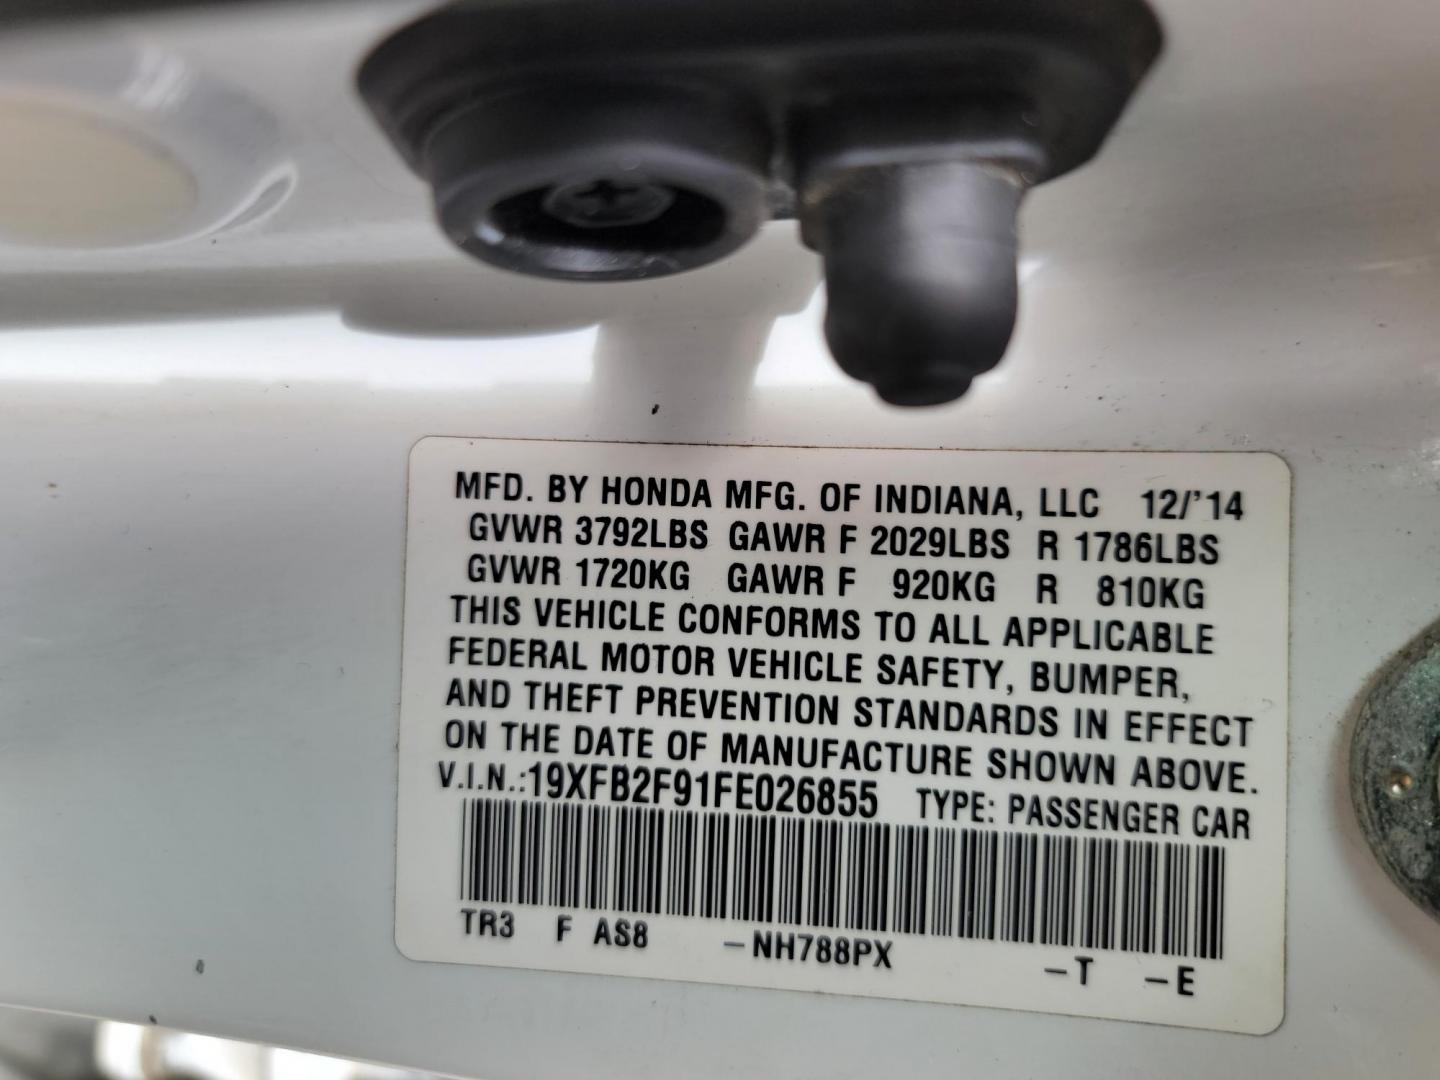 MFD. BY HONDA MFG. OF INDIANA, LLC 12/'14
GVWR 3792LBS GAWR F 2029LBS R 1786LBS
GVWR 1720KG GAWR F 920KG R 810KG
THIS VEHICLE CONFORMS TO ALL APPLICABLE
FEDERAL MOTOR VEHICLE SAFETY, BUMPER,
AND THEFT PREVENTION STANDARDS IN EFFECT
ON THE DATE OF MANUFACTURE SHOWN ABOVE.
V.I.N.:19XFB2F91FE026855 TYPE: PASSENGER CAR
TR3 F AS8 -NH788PX -T -E